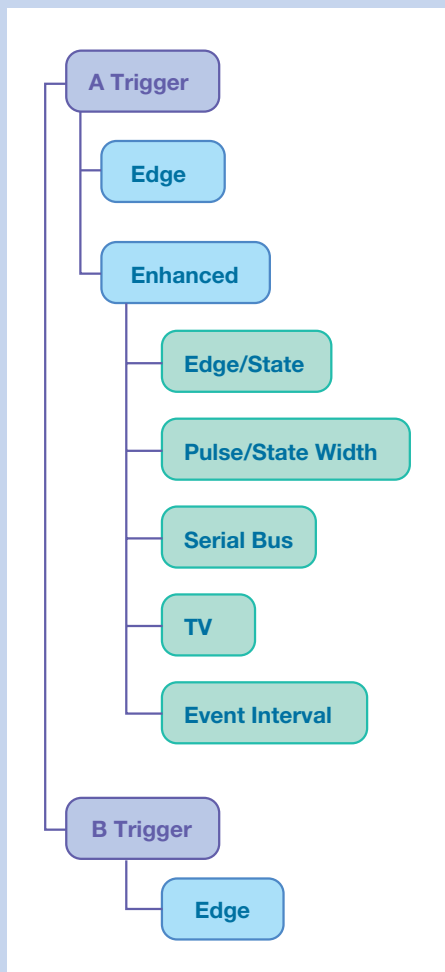 A Trigger
Edge
Enhanced
Edge/State
Pulse/State Width
Serial Bus
TV
Event Interval
B Trigger
Edge